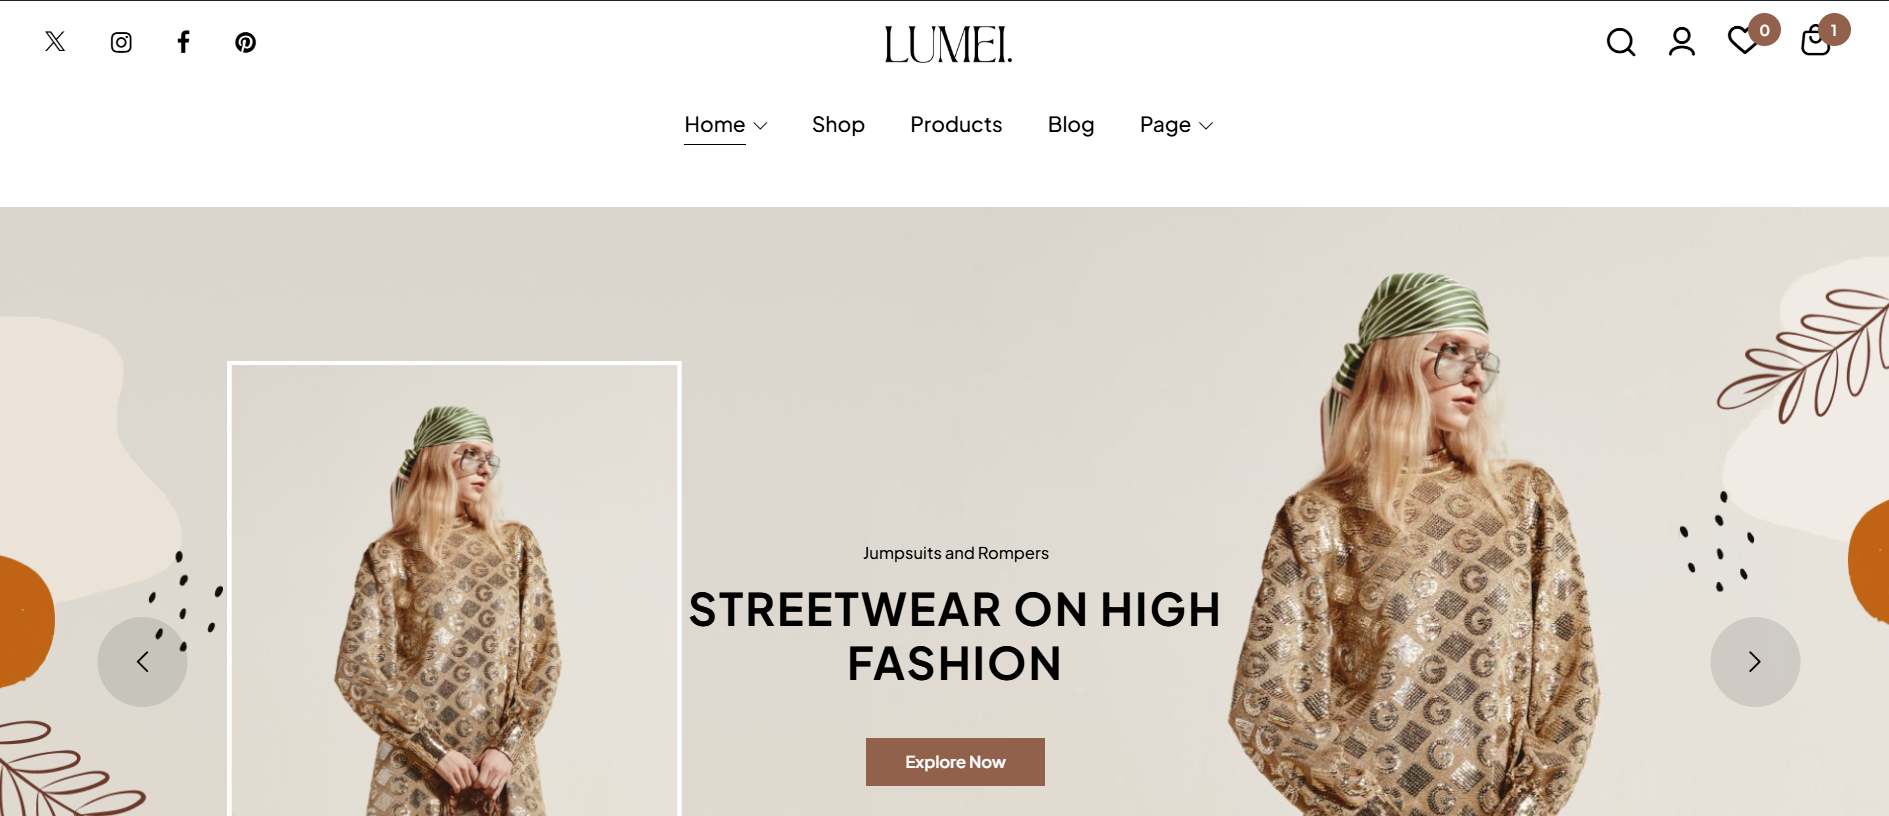 LUMEI.
0
1
Home
Shop
Products
Blog
Page
Jumpsuits and Rompers
STREETWEAR ON HIGH
FASHION
Explore Now